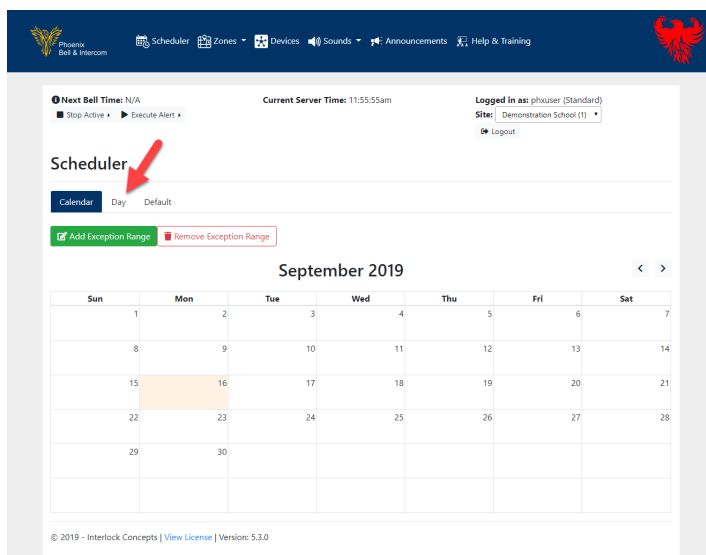 Phoenix
Bell & Intercom
Scheduler Zones Devices Sounds Announcements Help & Training
Next Bell Time: N/A Current Server Time: 11:55:55am Logged in as: phxuser (Standard)
Stop Active Execute Alert Site: Demonstration School (1)
Logout
Scheduler
Calendar Day Default
Add Exception Range Remove Exception Range
September 2019
Sun Mon Tue Wed Thu Fri Sat
1 2 3 4 5 6 7
8 9 10 11 12 13 14
15 16 17 18 19 20 21
22 23 24 25 26 27 28
29 30
© 2019 - Interlock Concepts | View License | Version: 5.3.0